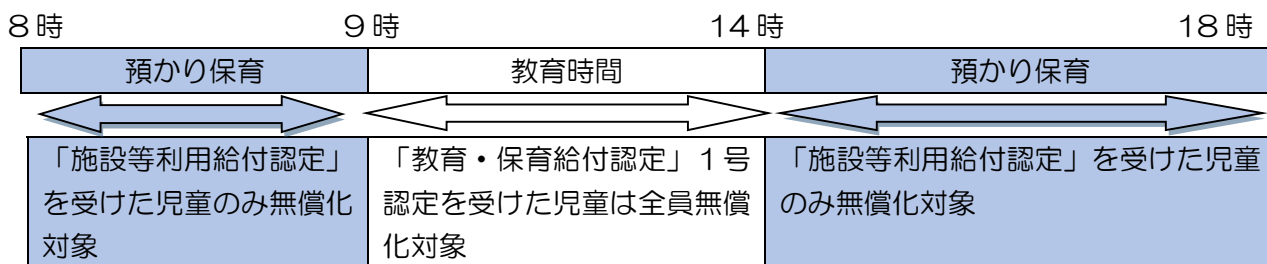 8時 9時 14時 18時
預かり保育 教育時間 預かり保育
「施設等利用給付認定」
を受けた児童のみ無償化
対象
「教育・保育給付認定」1号
認定を受けた児童は全員無償
化対象
「施設等利用給付認定」を受けた児童
のみ無償化対象